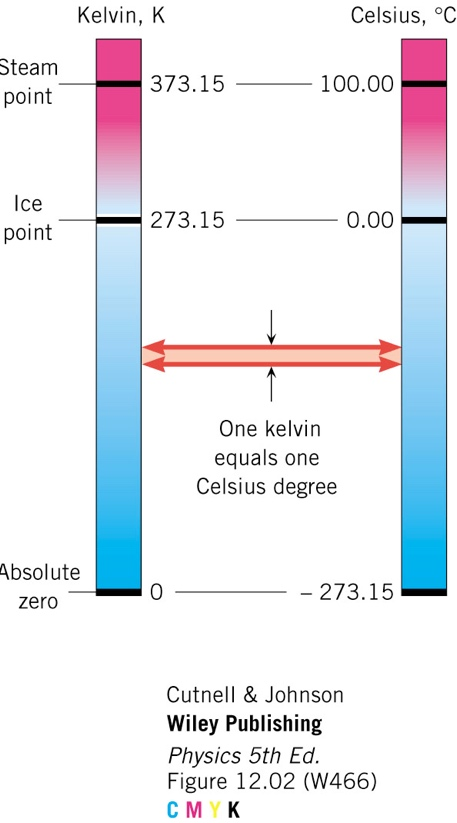 Kelvin, K
Celsius, °C
Steam
point
373.15
100.00
Ice
point
273.15
0.00
One kelvin
equals one
Celsius degree
Absolute
zero
0
– 273.15
Cutnell & Johnson
Wiley Publishing
Physics 5th Ed.
Figure 12.02 (W466)
C M Y K